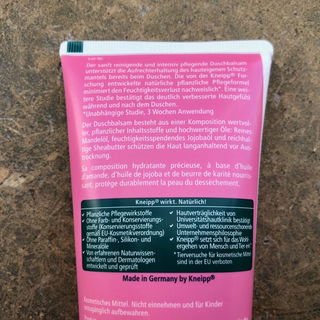 Der sanft reinigende und intensiv pflegende Duschbalsam
unterstützt die Aufrechterhaltung des hauteigenen Schutz-
mantels bereits beim Duschen. Die von der Kneipp® For-
schung entwickelte natürliche pflanzliche Pflegeformel
minimiert den Feuchtigkeitsverlust nachweislich*. Eine wei-
tere Studie bestätigt das deutlich verbesserte Hautgefühl
während und nach dem Duschen.
*Unabhängige Studie, 3 Wochen Anwendung
Der Duschbalsam besteht aus einer Komposition wertvol-
ler, pflanzlicher Inhaltsstoffe und hochwertiger Öle: Reines
Mandelöl, feuchtigkeitsspendendes Jojobaöl und reichhal-
tige Sheabutter schützen die Haut langanhaltend vor Aus-
trocknung.
La composition hydratante précieuse, à base d'huile
d'amande, d'huile de jojoba et de beurre de karité nourris-
sant, protège durablement la peau du dessèchement.
Kneipp® wirkt. Natürlich!
✓ Pflanzliche Pflegewirkstoffe
✓ Ohne Farb- und Konservierungs-
stoffe (Konservierungsstoffe
gemäß EU-Kosmetikverordnung)
✓ Ohne Paraffin-, Silikon- und
Mineralöle
✓ Von erfahrenen Naturwissen-
schaftlern und Dermatologen
entwickelt und geprüft
✓ Hautverträglichkeit von
Universitätshautklinik bestätigt
✓ Umwelt- und ressourcenschonende
Unternehmensphilosophie
✓ Kneipp® setzt sich für das Wohl-
ergehen von Mensch und Tier ein*
*Tierversuche für kosmetische Mittel
sind in der EU verboten
Made in Germany by Kneipp®
Kosmetisches Mittel. Nicht einnehmen und für Kinder
unzugänglich aufbewahren.